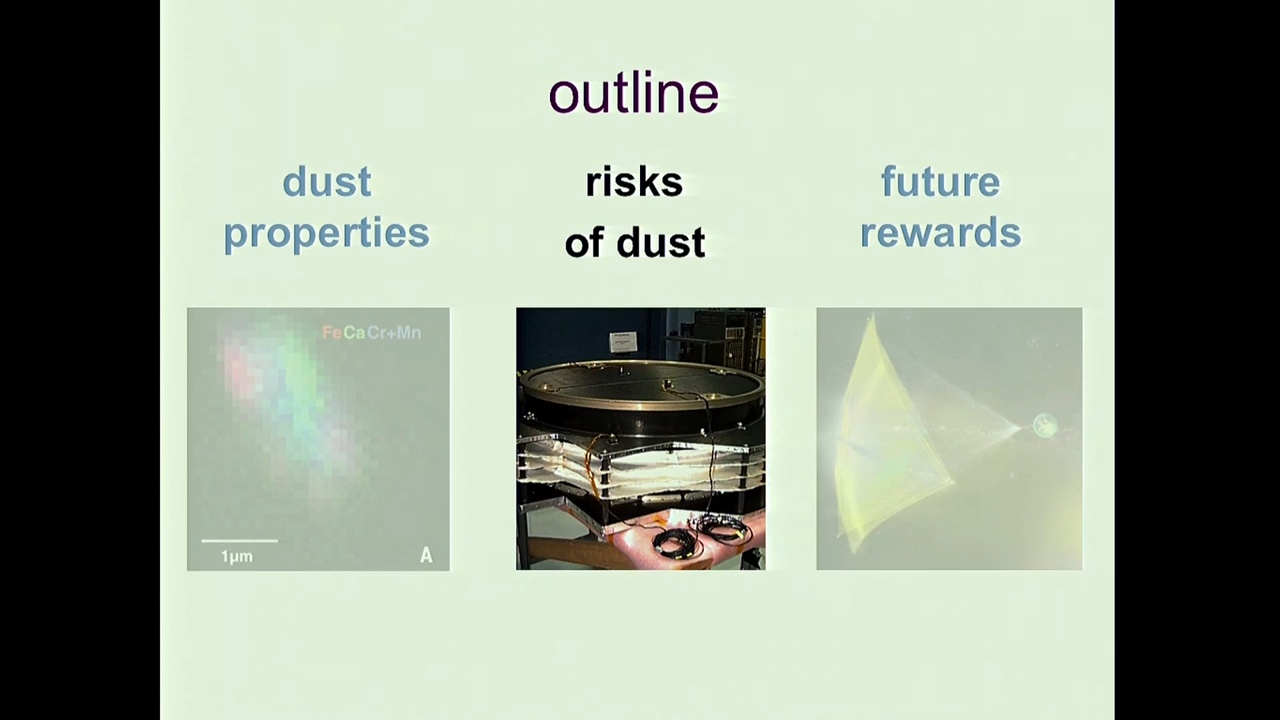 outline
dust
properties
risks
of dust
future
rewards
FeCaCr+Mn
1µm
A